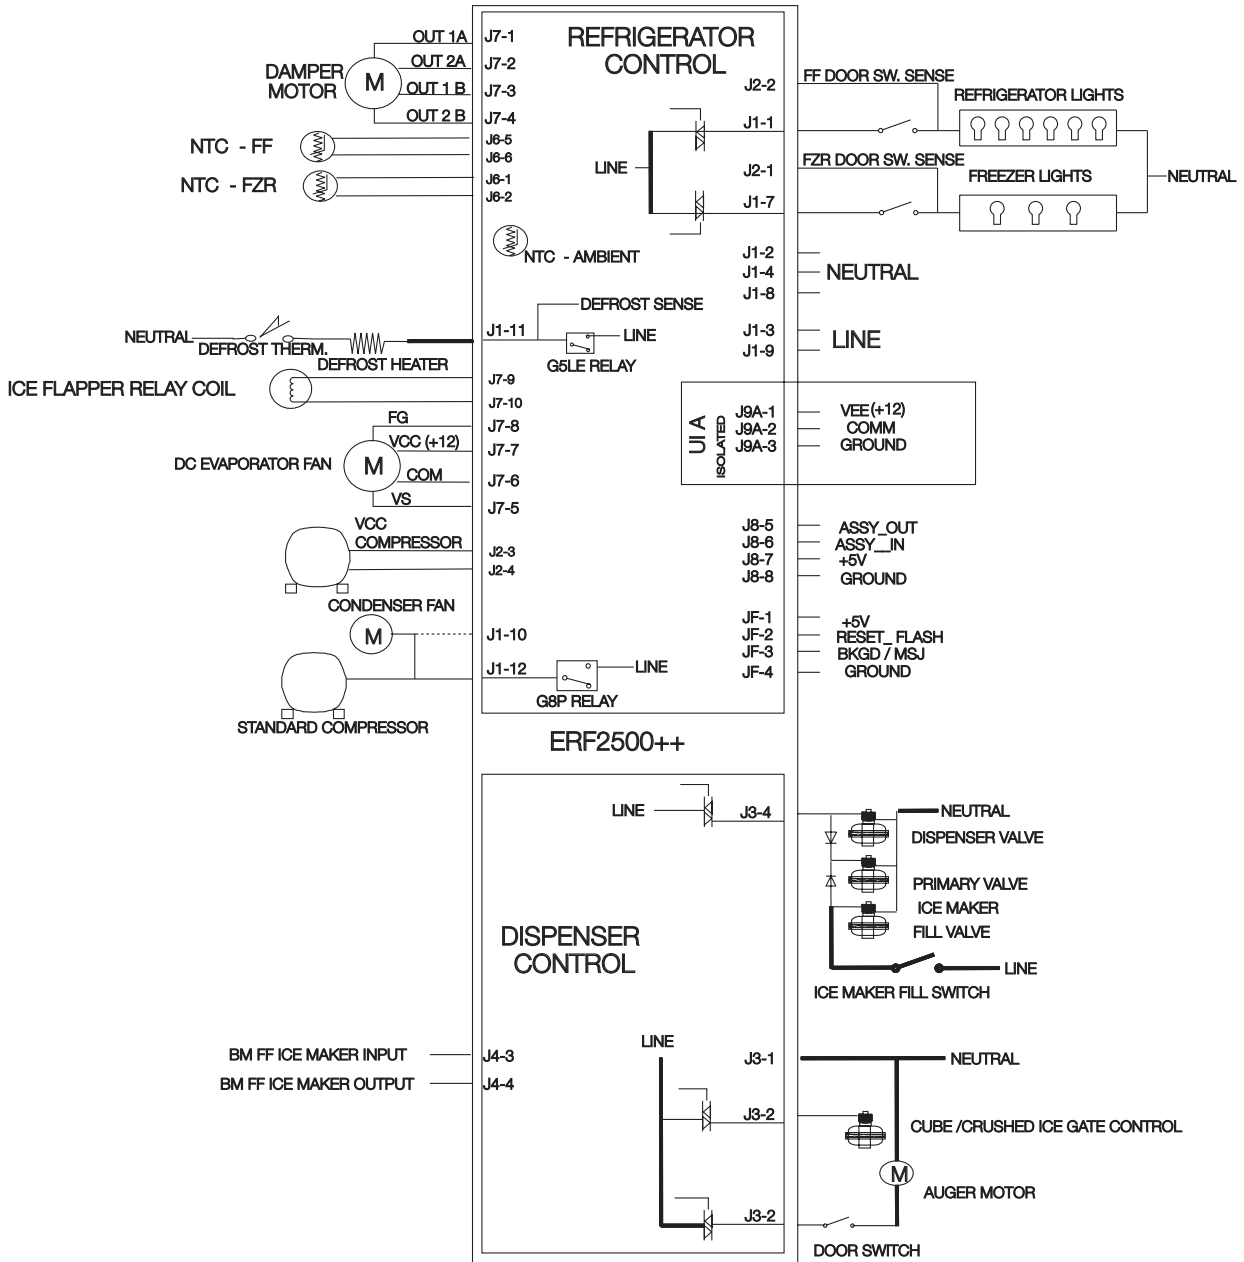 REFRIGERATOR
CONTROL
OUT 1A
J7-1
OUT 2A
J7-2
DAMPER
MOTOR
M
OUT 1 B
J7-3
OUT 2 B
J7-4
NTC - FF
J6-5
J6-6
NTC - FZR
J6-1
J6-2
NTC - AMBIENT
DEFROST SENSE
NEUTRAL
DEFROST THERM.
DEFROST HEATER
J1-11
LINE
G5LE RELAY
ICE FLAPPER RELAY COIL
J7-9
J7-10
FG
J7-8
VCC (+12)
J7-7
DC EVAPORATOR FAN
M
COM
J7-6
VS
J7-5
VCC
COMPRESSOR
J2-3
J2-4
CONDENSER FAN
M
J1-10
J1-12
LINE
G8P RELAY
STANDARD COMPRESSOR
J2-2
FF DOOR SW. SENSE
REFRIGERATOR LIGHTS
J1-1
LINE
J2-1
FZR DOOR SW. SENSE
FREEZER LIGHTS
NEUTRAL
J1-7
J1-2
J1-4
NEUTRAL
J1-8
J1-3
LINE
J1-9
UI A
ISOLATED
J9A-1
VEE (+12)
J9A-2
COMM
J9A-3
GROUND
J8-5
ASSY_OUT
J8-6
ASSY__IN
J8-7
+5V
J8-8
GROUND
JF-1
+5V
JF-2
RESET_ FLASH
JF-3
BKGD / MSJ
JF-4
GROUND
ERF2500++
DISPENSER
CONTROL
LINE
J3-4
NEUTRAL
DISPENSER VALVE
PRIMARY VALVE
ICE MAKER
FILL VALVE
LINE
ICE MAKER FILL SWITCH
BM FF ICE MAKER INPUT
J4-3
BM FF ICE MAKER OUTPUT
J4-4
LINE
J3-1
NEUTRAL
J3-2
CUBE /CRUSHED ICE GATE CONTROL
M
AUGER MOTOR
J3-2
DOOR SWITCH